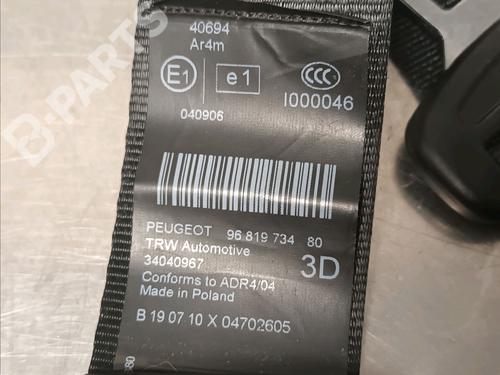 B-PARTS
40694
Ar4m
E1 e1 CCC
I000046
040906
PEUGEOT 96 819 734 80
TRW Automotive
34040967 3D
Conforms to ADR4/04
Made in Poland
B 19 07 10 X 04702605